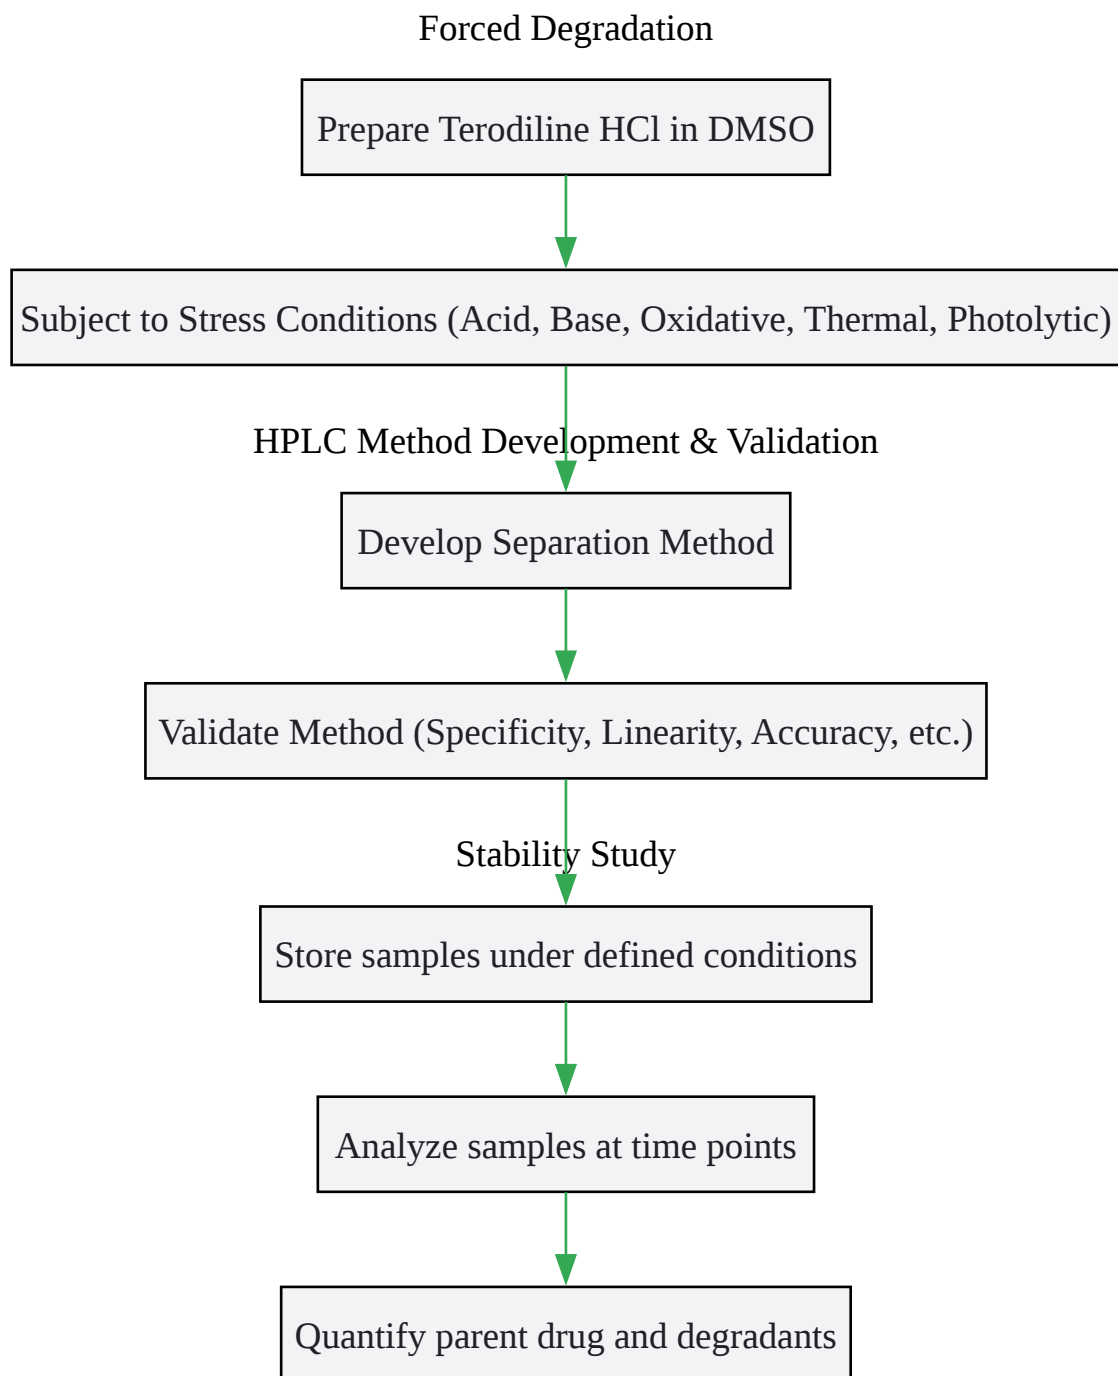 Forced Degradation
Prepare Terodiline HCl in DMSO
Subject to Stress Conditions (Acid, Base, Oxidative, Thermal, Photolytic)
HPLC Method Development & Validation
Develop Separation Method
Validate Method (Specificity, Linearity, Accuracy, etc.)
Stability Study
Store samples under defined conditions
Analyze samples at time points
Quantify parent drug and degradants